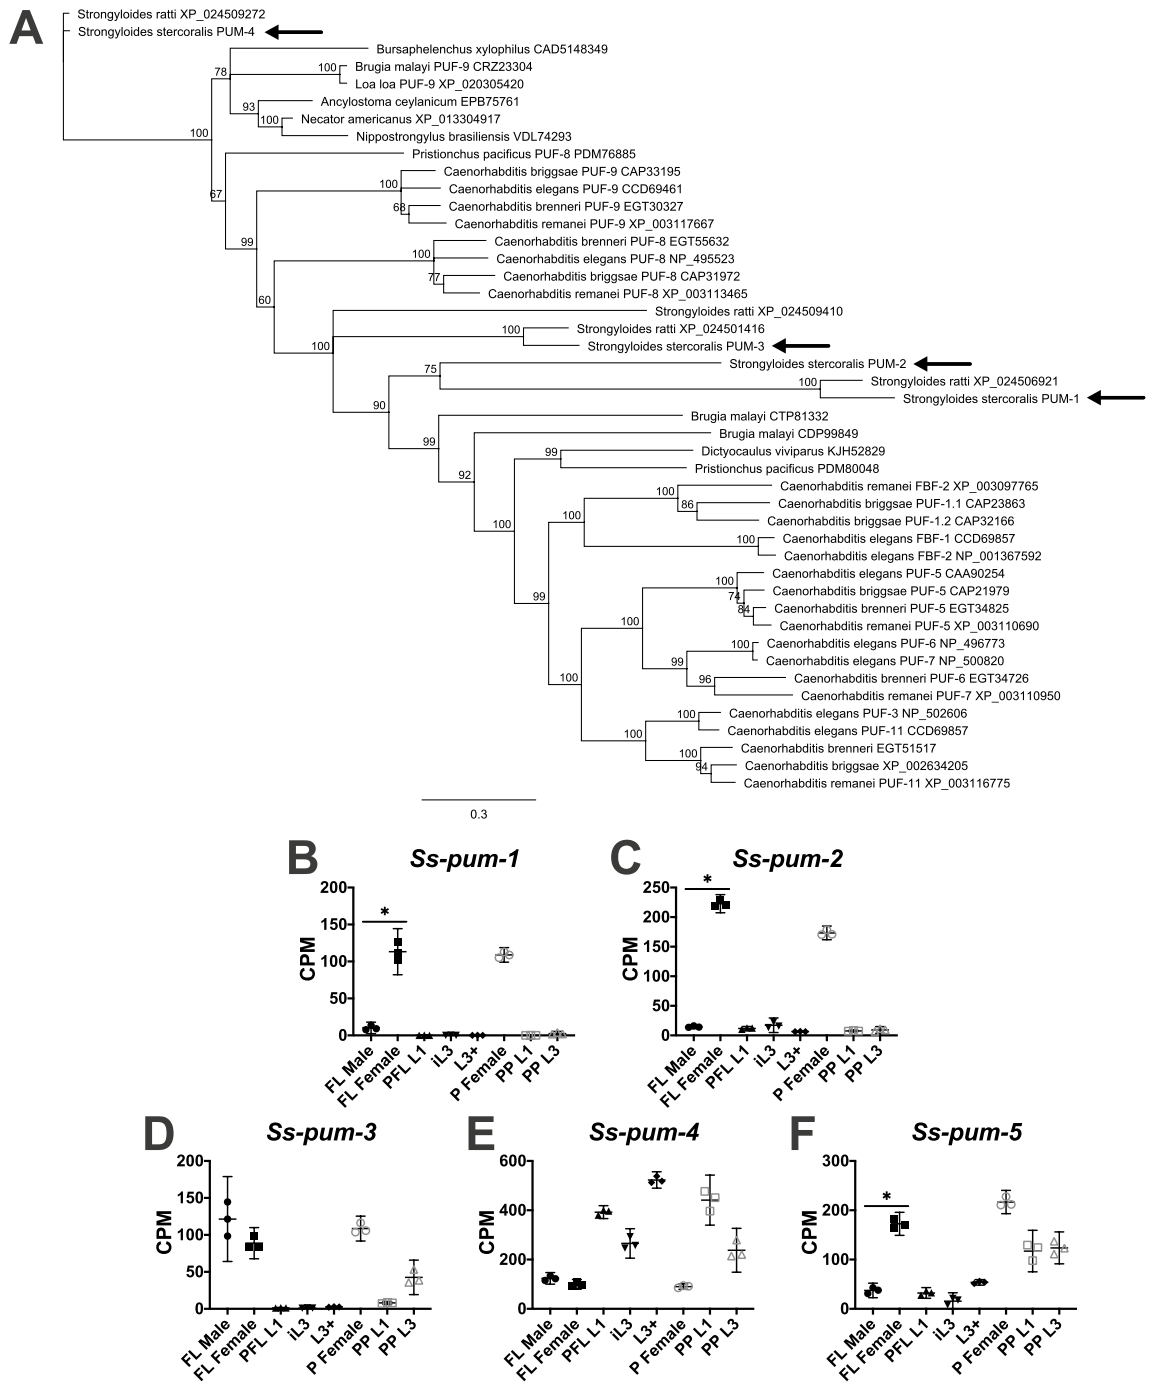 A
Strongyloides ratti XP_024509272
Strongyloides stercoralis PUM-4
Bursaphelenchus xylophilus CAD5148349
78
100
Brugia malayi PUF-9 CRZ23304
Loa loa PUF-9 XP_020305420
93
Ancylostoma ceylanicum EPB75761
100
Necator americanus XP_013304917
100
Nippostrongylus brasiliensis VDL74293
Pristionchus pacificus PUF-8 PDM76885
Caenorhabditis briggsae PUF-9 CAP33195
67
100
Caenorhabditis elegans PUF-9 CCD69461
68
Caenorhabditis brenneri PUF-9 EGT30327
Caenorhabditis remanei PUF-9 XP_003117667
99
Caenorhabditis brenneri PUF-8 EGT55632
100
Caenorhabditis elegans PUF-8 NP_495523
77
Caenorhabditis briggsae PUF-8 CAP31972
60
Caenorhabditis remanei PUF-8 XP_003113465
Strongyloides ratti XP_024509410
100
Strongyloides ratti XP_024501416
100
Strongyloides stercoralis PUM-3
Strongyloides stercoralis PUM-2
75
100
Strongyloides ratti XP_024506921
Strongyloides stercoralis PUM-1
90
Brugia malayi CTP81332
99
Brugia malayi CDP99849
99
Dictyocaulus viviparus KJH52829
Pristionchus pacificus PDM80048
92
Caenorhabditis remanei FBF-2 XP_003097765
100
86
Caenorhabditis briggsae PUF-1.1 CAP23863
100
100
Caenorhabditis briggsae PUF-1.2 CAP32166
100
Caenorhabditis elegans FBF-1 CCD69857
Caenorhabditis elegans FBF-2 NP_001367592
Caenorhabditis elegans PUF-5 CAA90254
100
Caenorhabditis briggsae PUF-5 CAP21979
99
74
84
Caenorhabditis brenneri PUF-5 EGT34825
100
Caenorhabditis remanei PUF-5 XP_003110690
100
Caenorhabditis elegans PUF-6 NP_496773
99
Caenorhabditis elegans PUF-7 NP_500820
100
96
Caenorhabditis brenneri PUF-6 EGT34726
Caenorhabditis remanei PUF-7 XP_003110950
100
Caenorhabditis elegans PUF-3 NP_502606
100
Caenorhabditis elegans PUF-11 CCD69857
100
Caenorhabditis brenneri EGT51517
94
Caenorhabditis briggsae XP_002634205
Caenorhabditis remanei PUF-11 XP_003116775
0.3
B
Ss-pum-1
200
150
100
50
0
CPM
*
FL Male
FL Female
PFL L1
iL3
L3+
P Female
PP L1
PP L3
C
Ss-pum-2
250
200
150
100
50
0
CPM
*
FL Male
FL Female
PFL L1
iL3
L3+
P Female
PP L1
PP L3
D
Ss-pum-3
200
150
100
50
0
CPM
FL Male
FL Female
PFL L1
iL3
L3+
P Female
PP L1
PP L3
E
Ss-pum-4
600
400
200
0
CPM
FL Male
FL Female
PFL L1
iL3
L3+
P Female
PP L1
PP L3
F
Ss-pum-5
300
200
100
0
CPM
*
FL Male
FL Female
PFL L1
iL3
L3+
P Female
PP L1
PP L3